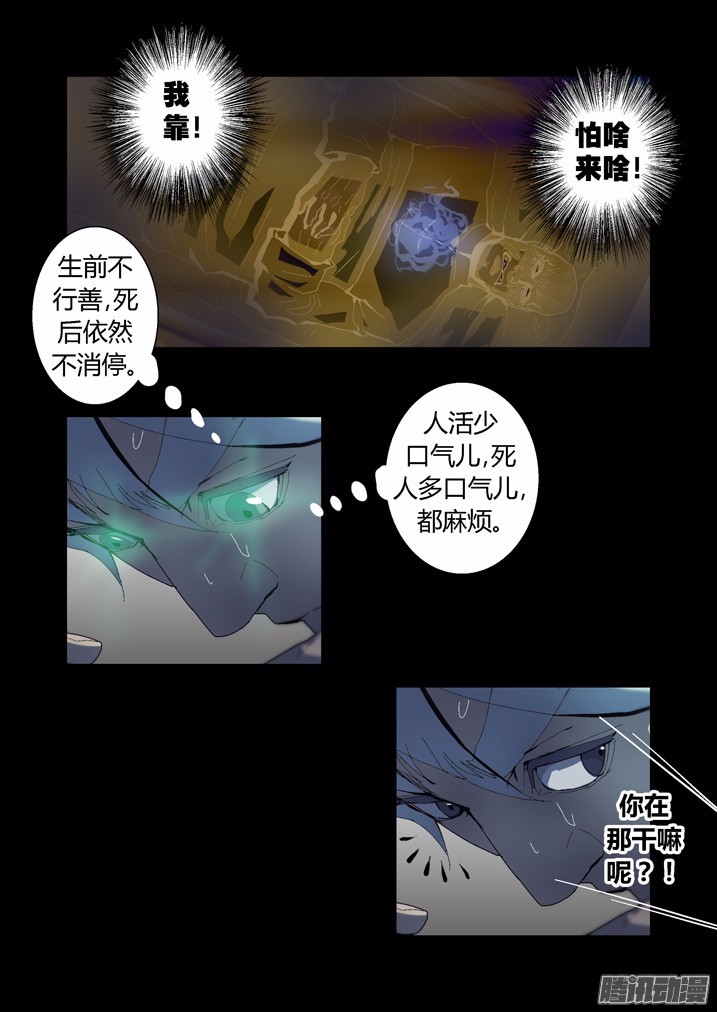 我
靠！
怕啥
来啥！
生前不
行善，死
后依然
不消停。
人活少
口气儿，死
人多口气儿，
都麻烦。
你在
那干嘛
呢？！
腾讯动漫